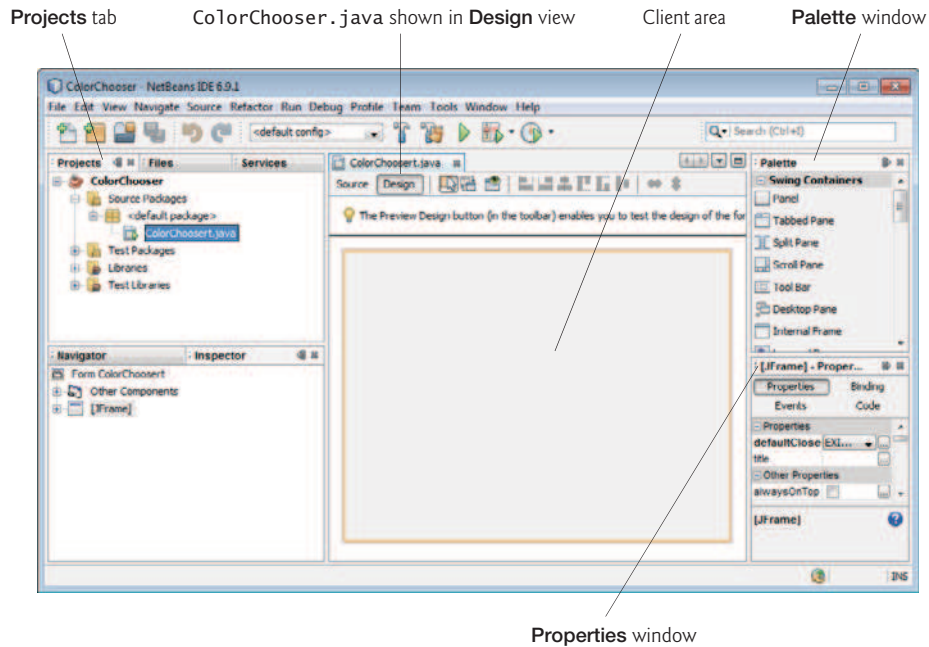 Projects tab
ColorChooser.java shown in Design view
Client area
Palette window
ColorChooser - NetBeans IDE 6.9.1
File Edit View Navigate Source Refactor Run Debug Profile Team Tools Window Help
<default config>
Search (Ctrl+I)
Projects Files Services
ColorChooser
Source Packages
<default package>
ColorChoosert.java
Test Packages
Libraries
Test Libraries
Navigator Inspector
Form ColorChoosert
Other Components
[JFrame]
ColorChoosert.java
Source Design
The Preview Design button (in the toolbar) enables you to test the design of the for
Palette
Swing Containers
Panel
Tabbed Pane
Split Pane
Scroll Pane
Tool Bar
Desktop Pane
Internal Frame
[JFrame] - Proper...
Properties Binding
Events Code
Properties
defaultClose EXI...
title
Other Properties
alwaysOnTop
[JFrame]
INS
Properties window